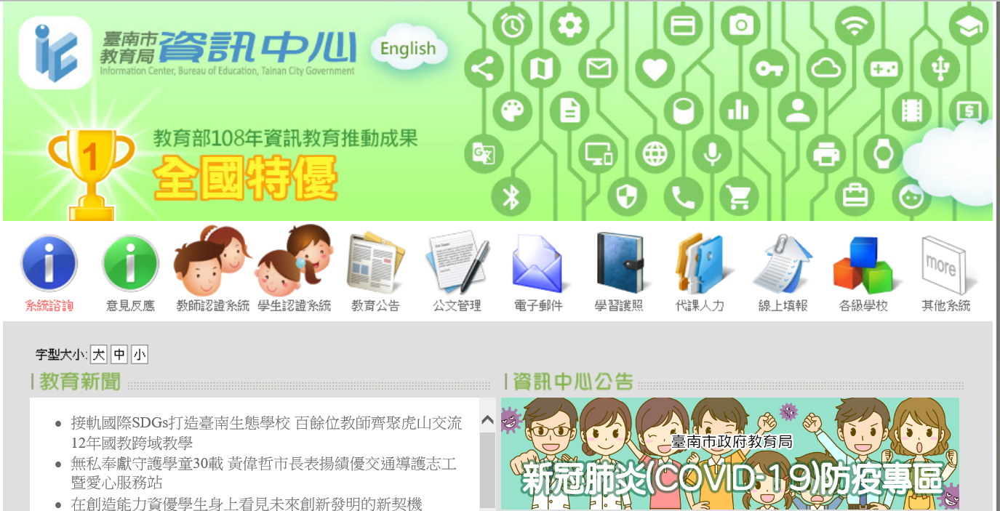 臺南市
教育局
資訊中心
Information Center, Bureau of Education, Tainan City Government
English
1
教育部108年資訊教育推動成果
全國特優
系統諮詢
意見反應
教師認證系統
學生認證系統
教育公告
公文管理
電子郵件
學習護照
代課人力
線上填報
各級學校
more
其他系統
字型大小: 大 中 小
教育新聞
接軌國際SDGs打造臺南生態學校 百餘位教師齊聚虎山交流
12年國教跨域教學
無私奉獻守護學童30載 黃偉哲市長表揚績優交通導護志工
暨愛心服務站
在創造能力資優學生身上看見未來創新發明的新契機
資訊中心公告
臺南市政府教育局
新冠肺炎(COVID-19)防疫專區